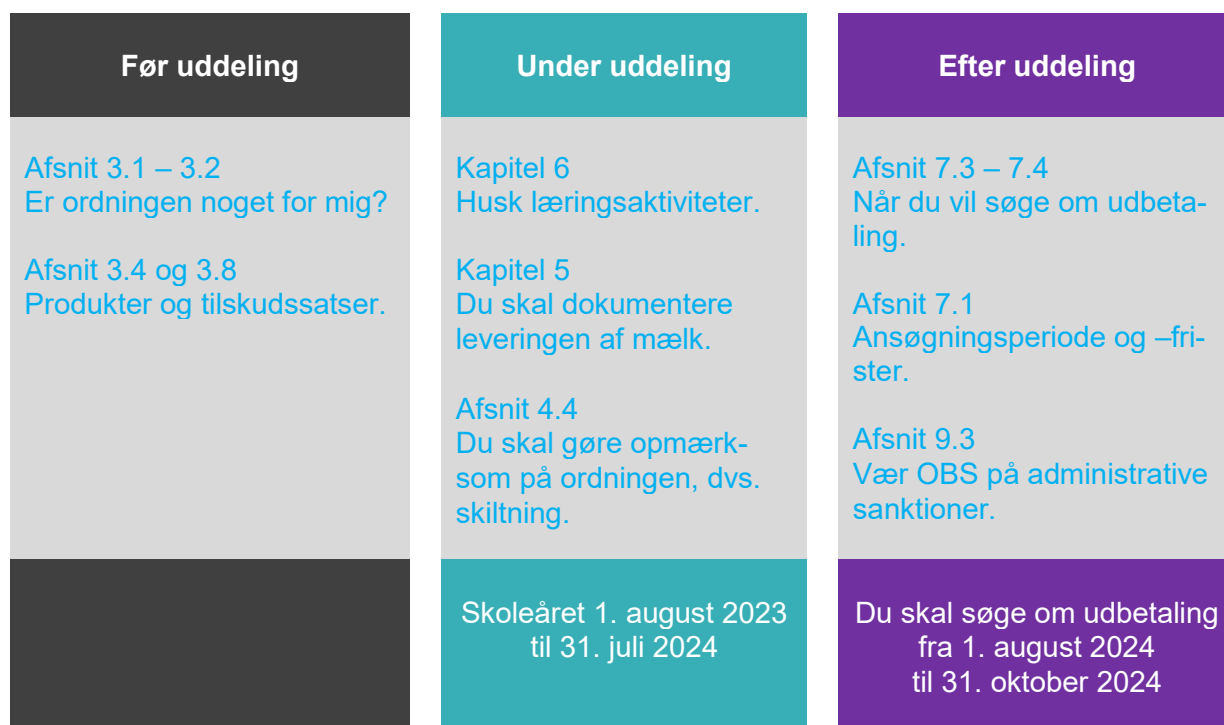 Før uddeling
Afsnit 3.1 – 3.2
Er ordningen noget for mig?
Afsnit 3.4 og 3.8
Produkter og tilskudssatser.
Under uddeling
Kapitel 6
Husk læringsaktiviteter.
Kapitel 5
Du skal dokumentere
leveringen af mælk.
Afsnit 4.4
Du skal gøre opmærk-
som på ordningen, dvs.
skiltning.
Skoleåret 1. august 2023
til 31. juli 2024
Efter uddeling
Afsnit 7.3 – 7.4
Når du vil søge om udbeta-
ling.
Afsnit 7.1
Ansøgningsperiode og –fri-
ster.
Afsnit 9.3
Vær OBS på administrative
sanktioner.
Du skal søge om udbetaling
fra 1. august 2024
til 31. oktober 2024